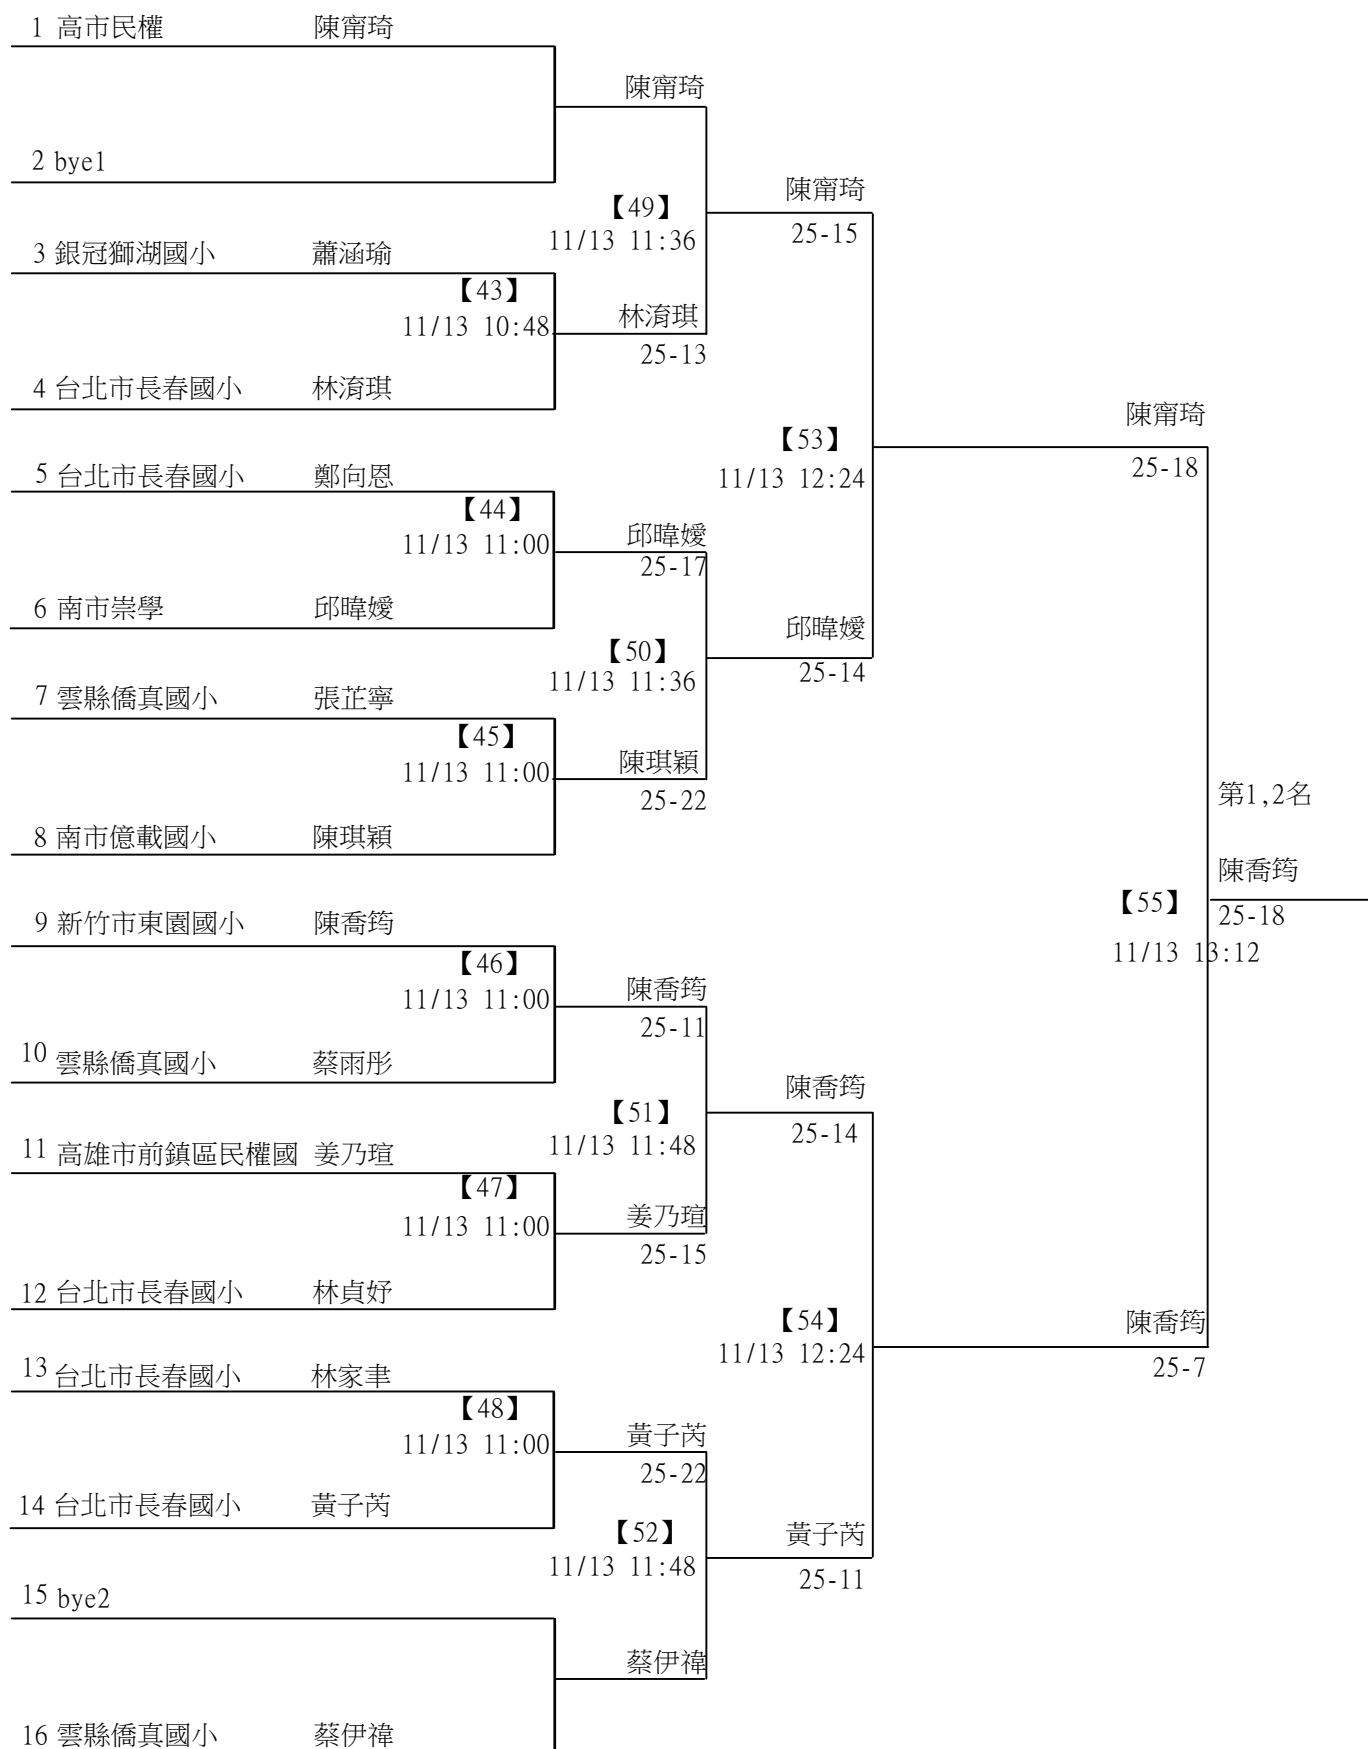 1 高市民權 陳甯琦
陳甯琦
2 bye1
陳甯琦
【49】
25-15
11/13 11:36
3 銀冠獅湖國小 蕭涵瑜
【43】
11/13 10:48
林淯琪
25-13
4 台北市長春國小 林淯琪
陳甯琦
【53】
25-18
11/13 12:24
5 台北市長春國小 鄭向恩
【44】
11/13 11:00
邱暐嫒
25-17
6 南市崇學 邱暐嫒
邱暐嫒
【50】
25-14
11/13 11:36
7 雲縣僑真國小 張芷寧
【45】
11/13 11:00
陳琪穎
25-22
第1,2名
8 南市億載國小 陳琪穎
陳喬筠
【55】
25-18
11/13 13:12
9 新竹市東園國小 陳喬筠
【46】
11/13 11:00
陳喬筠
25-11
10 雲縣僑真國小 蔡雨彤
陳喬筠
【51】
25-14
11/13 11:48
11 高雄市前鎮區民權國 姜乃瑄
【47】
11/13 11:00
姜乃瑄
25-15
12 台北市長春國小 林貞妤
【54】
陳喬筠
11/13 12:24
25-7
13 台北市長春國小 林家聿
【48】
11/13 11:00
黃子芮
25-22
14 台北市長春國小 黃子芮
【52】
黃子芮
11/13 11:48
25-11
15 bye2
蔡伊禕
16 雲縣僑真國小 蔡伊禕